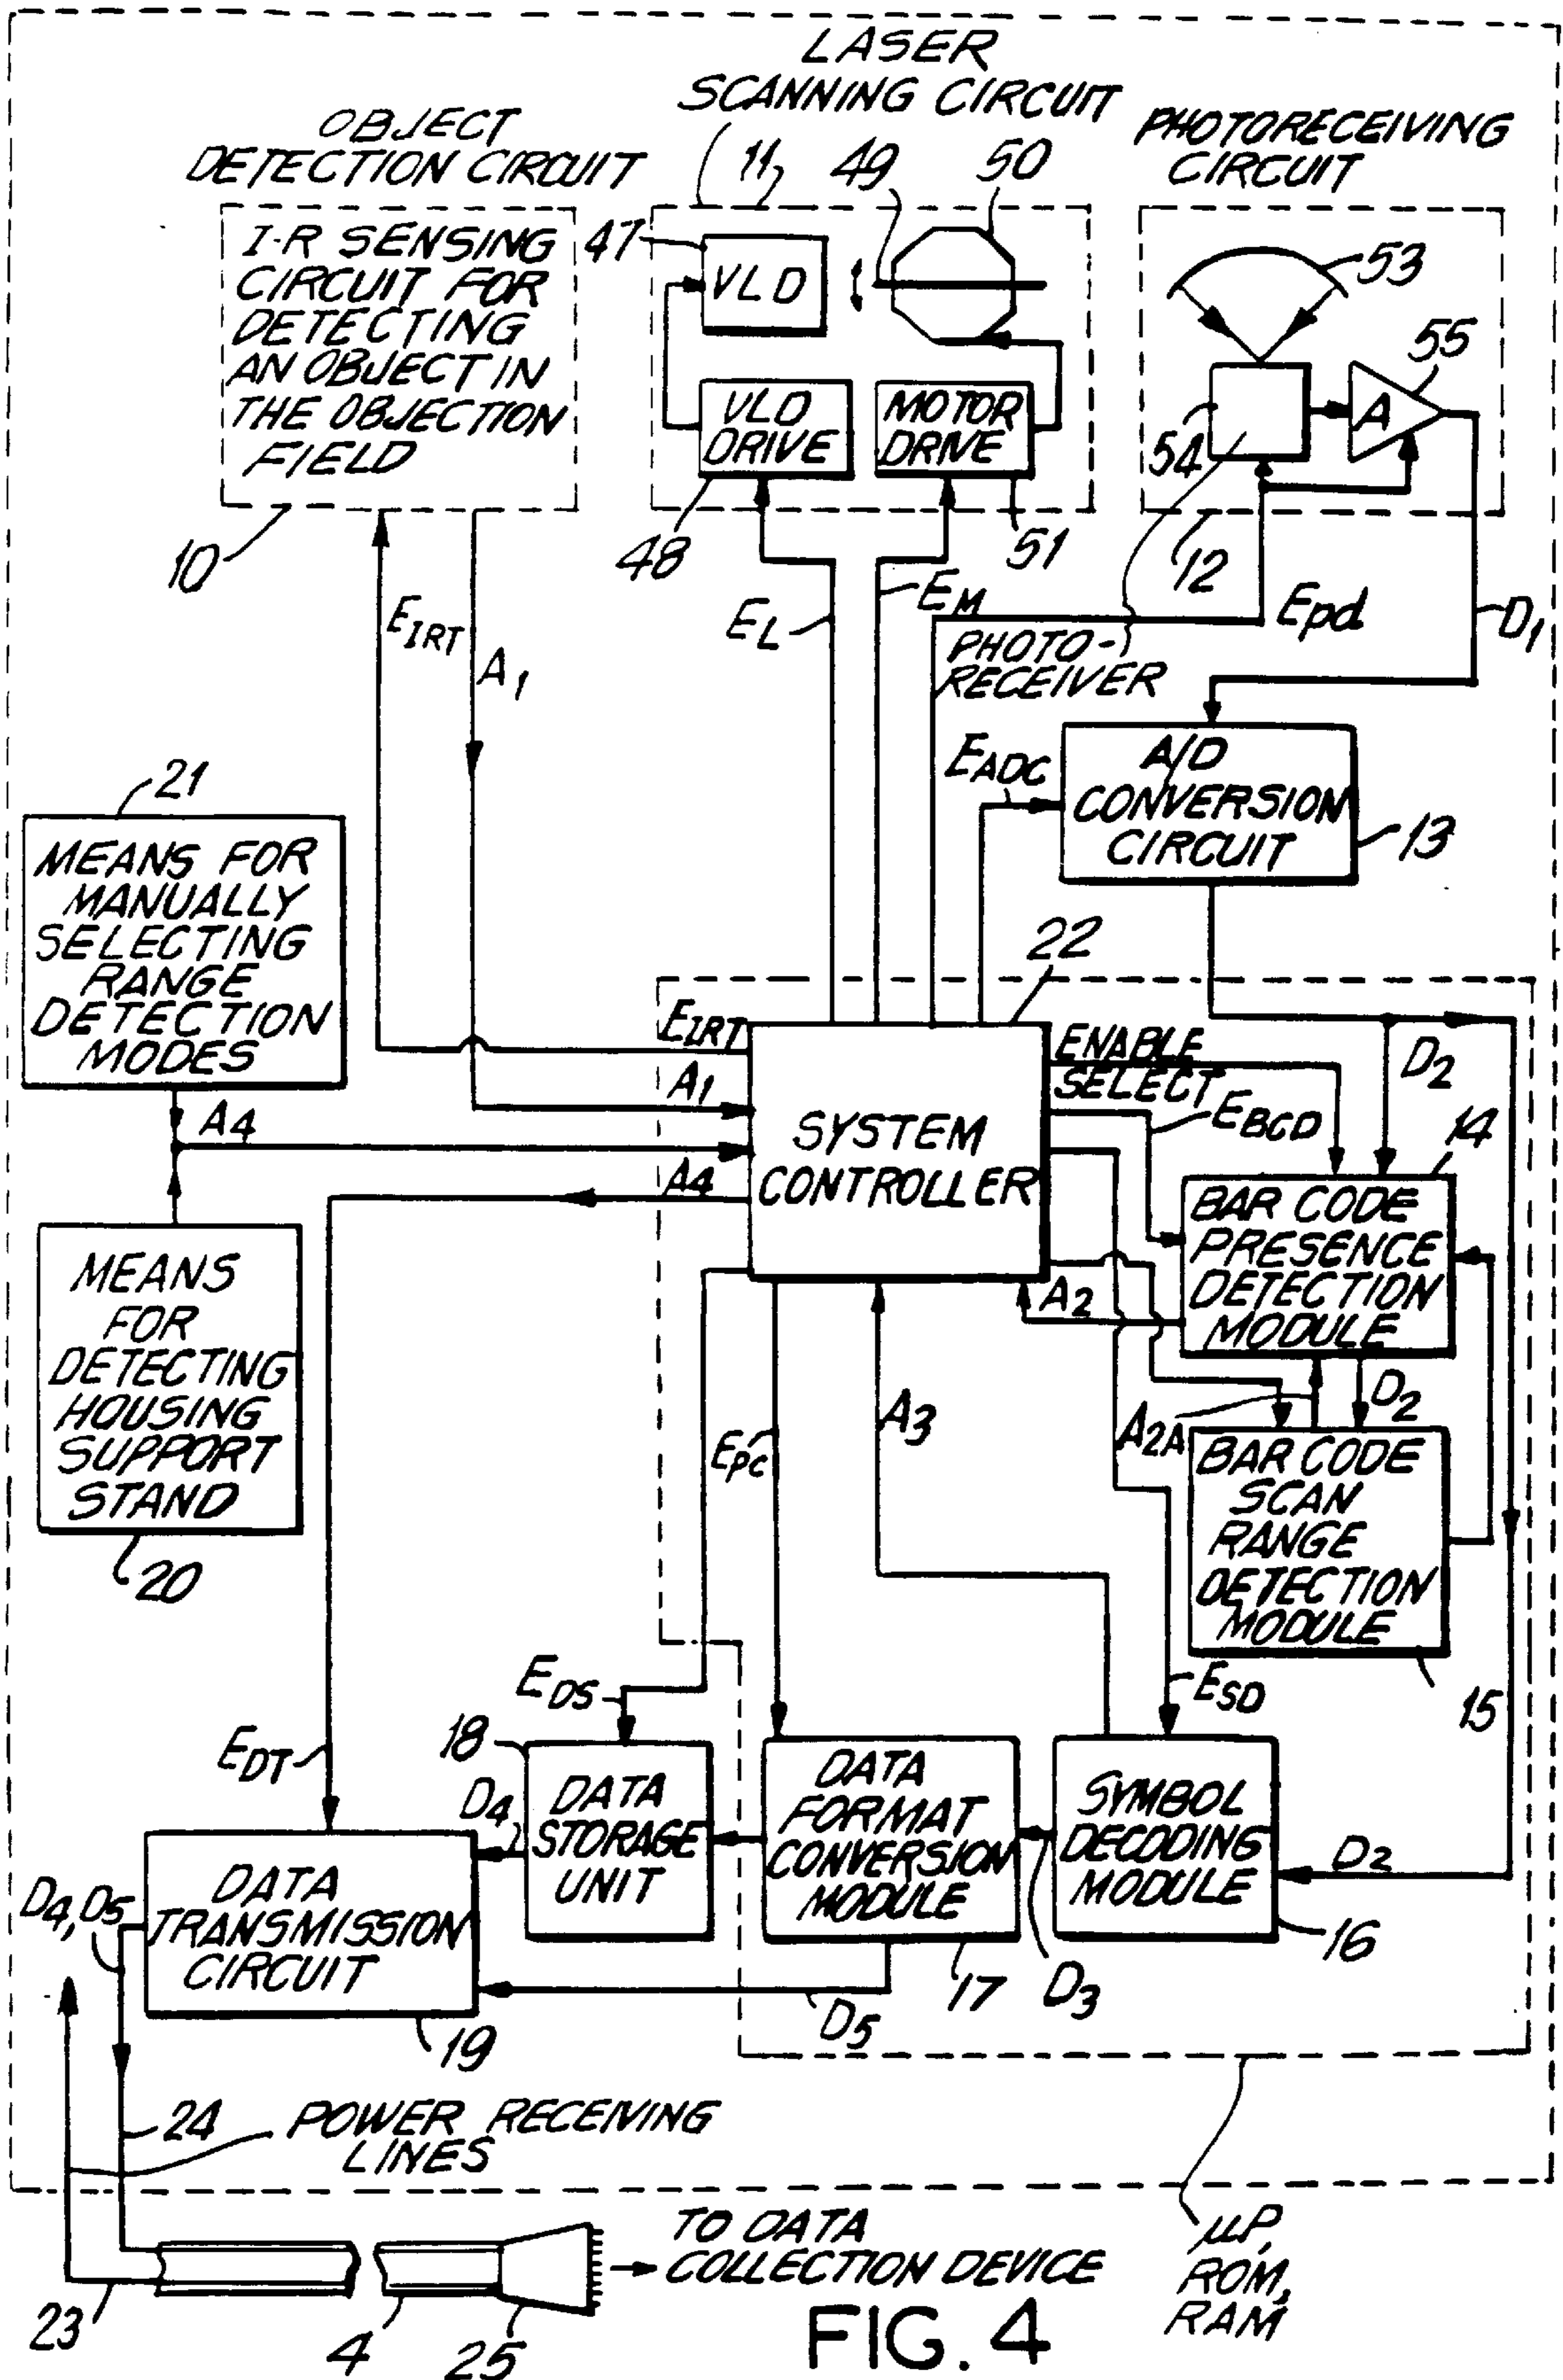 LASER
SCANNING CIRCUIT
OBJECT
DETECTION CIRCUIT
PHOTORECEIVING
CIRCUIT
11
49
50
I-R SENSING
CIRCUIT FOR
DETECTING
AN OBJECT IN
THE OBJECTION
FIELD
47
VLD
53
55
VLD
DRIVE
MOTOR
DRIVE
54
A
10
48
51
12
EIRT
A1
EL
EM
Epd
D1
PHOTO-
RECEIVER
EADC
A/D
CONVERSION
CIRCUIT
13
21
MEANS FOR
MANUALLY
SELECTING
RANGE
DETECTION
MODES
22
EIRT
A1
A4
A4
SYSTEM
CONTROLLER
ENABLE
SELECT
EBCD
D2
14
BAR CODE
PRESENCE
DETECTION
MODULE
A2
MEANS
FOR
DETECTING
HOUSING
SUPPORT
STAND
20
A3
EPC
A2A
D2
BAR CODE
SCAN
RANGE
DETECTION
MODULE
15
EDS
ESD
EDT
18
D4
DATA
STORAGE
UNIT
DATA
FORMAT
CONVERSION
MODULE
SYMBOL
DECODING
MODULE
D2
16
D4, D5
DATA
TRANSMISSION
CIRCUIT
19
D5
17
D3
24
POWER RECEIVING
LINES
TO DATA
COLLECTION DEVICE
μP,
ROM,
RAM
23
4
25
FIG. 4